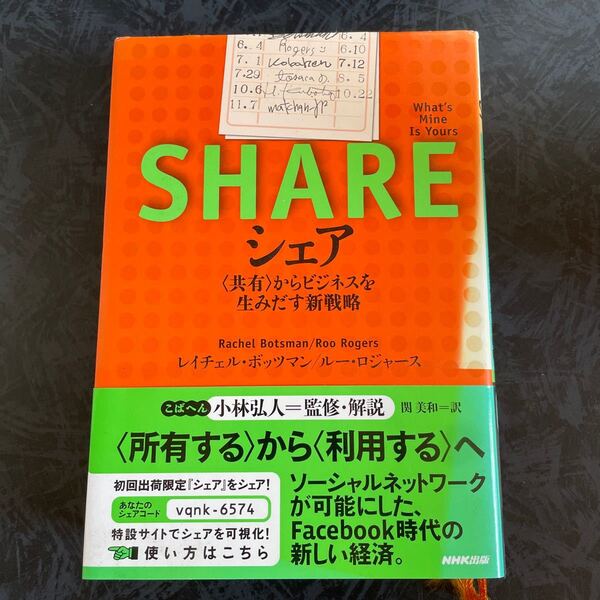 6.4
6.4 Rogers 6.10
7.1 Kobahen 7.12
7.29 8.5
10.6 10.22
11.7
What's
Mine
Is Yours
SHARE
シェア
〈共有〉からビジネスを
生みだす新戦略
Rachel Botsman/Roo Rogers
レイチェル・ボッツマン/ルー・ロジャース
こばへん 小林弘人=監修・解説 関 美和=訳
〈所有する〉から〈利用する〉へ
初回出荷限定『シェア』をシェア!
あなたの
シェアコード
vqnk-6574
特設サイトでシェアを可視化!
使い方はこちら
ソーシャルネットワーク
が可能にした、
Facebook時代の
新しい経済。
NHK出版